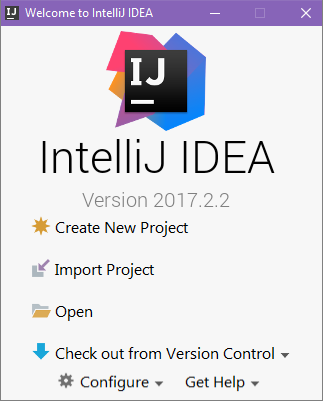 Welcome to IntelliJ IDEA
IJ
IntelliJ IDEA
Version 2017.2.2
Create New Project
Import Project
Open
Check out from Version Control
Configure Get Help